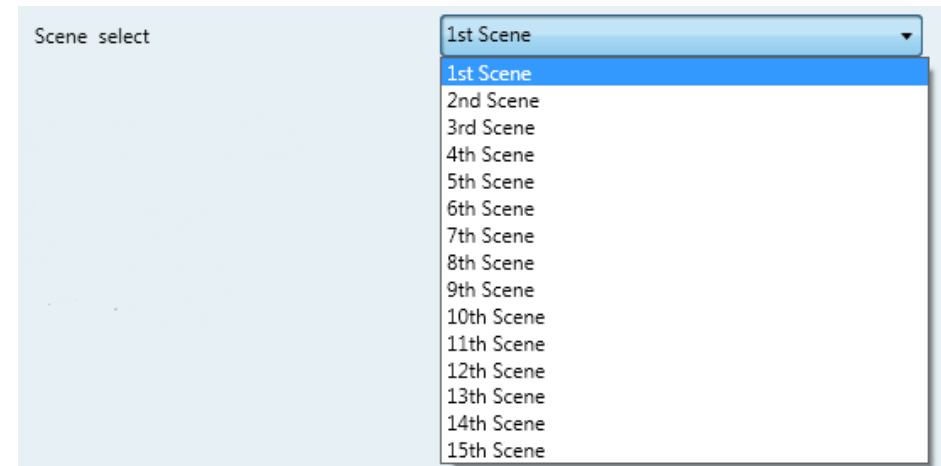 Scene select
1st Scene
1st Scene
2nd Scene
3rd Scene
4th Scene
5th Scene
6th Scene
7th Scene
8th Scene
9th Scene
10th Scene
11th Scene
12th Scene
13th Scene
14th Scene
15th Scene